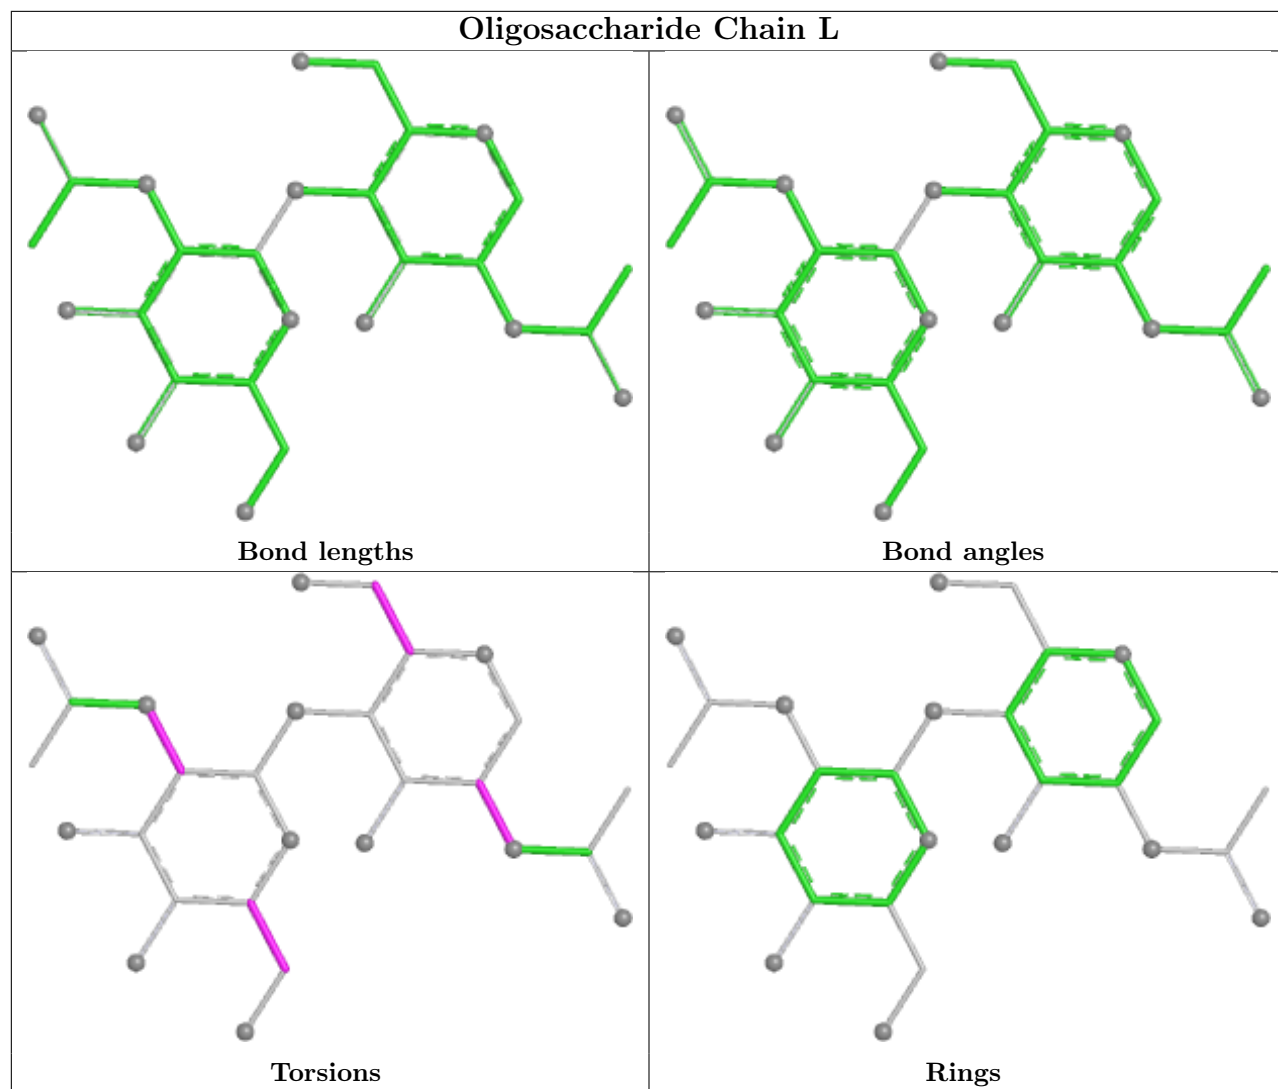 Oligosaccharide Chain L
Bond lengths
Bond angles
Torsions
Rings